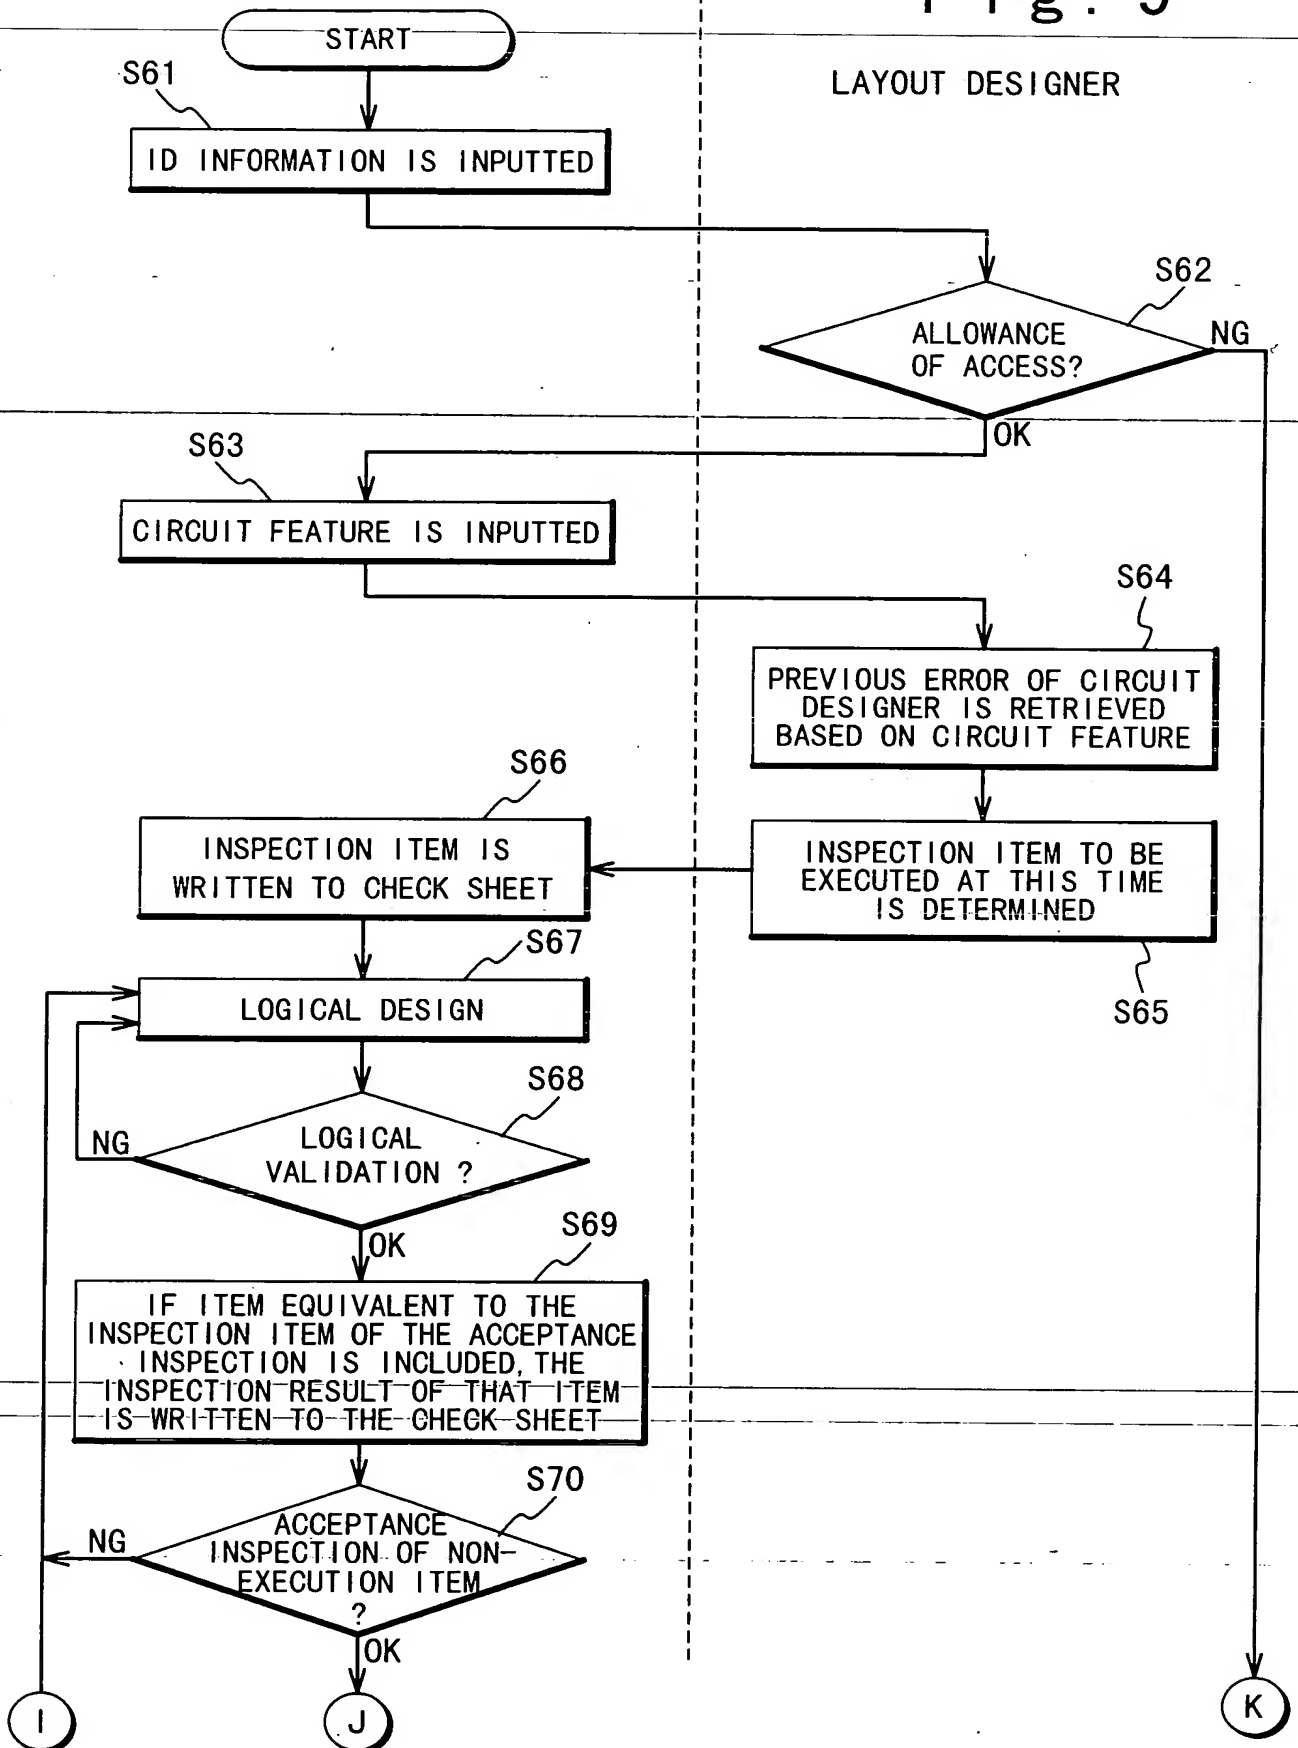 START
LAYOUT DESIGNER
S61
ID INFORMATION IS INPUTTED
S62
ALLOWANCE
OF ACCESS?
NG
OK
S63
CIRCUIT FEATURE IS INPUTTED
S64
PREVIOUS ERROR OF CIRCUIT
DESIGNER IS RETRIEVED
BASED ON CIRCUIT FEATURE
S66
INSPECTION ITEM IS
WRITTEN TO CHECK SHEET
INSPECTION ITEM TO BE
EXECUTED AT THIS TIME
IS DETERMINED
S65
S67
LOGICAL DESIGN
S68
LOGICAL
VALIDATION ?
NG
OK
S69
IF ITEM EQUIVALENT TO THE
INSPECTION ITEM OF THE ACCEPTANCE
INSPECTION IS INCLUDED, THE
INSPECTION RESULT OF THAT ITEM
IS WRITTEN TO THE CHECK SHEET
S70
ACCEPTANCE
INSPECTION OF NON-
EXECUTION ITEM
?
NG
OK
I
J
K